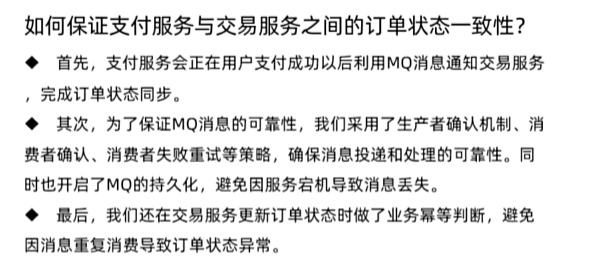 如何保证支付服务与交易服务之间的订单状态一致性？
◆ 首先，支付服务会正在用户支付成功以后利用MQ消息通知交易服务
，完成订单状态同步。
◆ 其次，为了保证MQ消息的可靠性，我们采用了生产者确认机制、消
费者确认、消费者失败重试等策略，确保消息投递和处理的可靠性。同
时也开启了MQ的持久化，避免因服务宕机导致消息丢失。
◆ 最后，我们还在交易服务更新订单状态时做了业务幂等判断，避免
因消息重复消费导致订单状态异常。